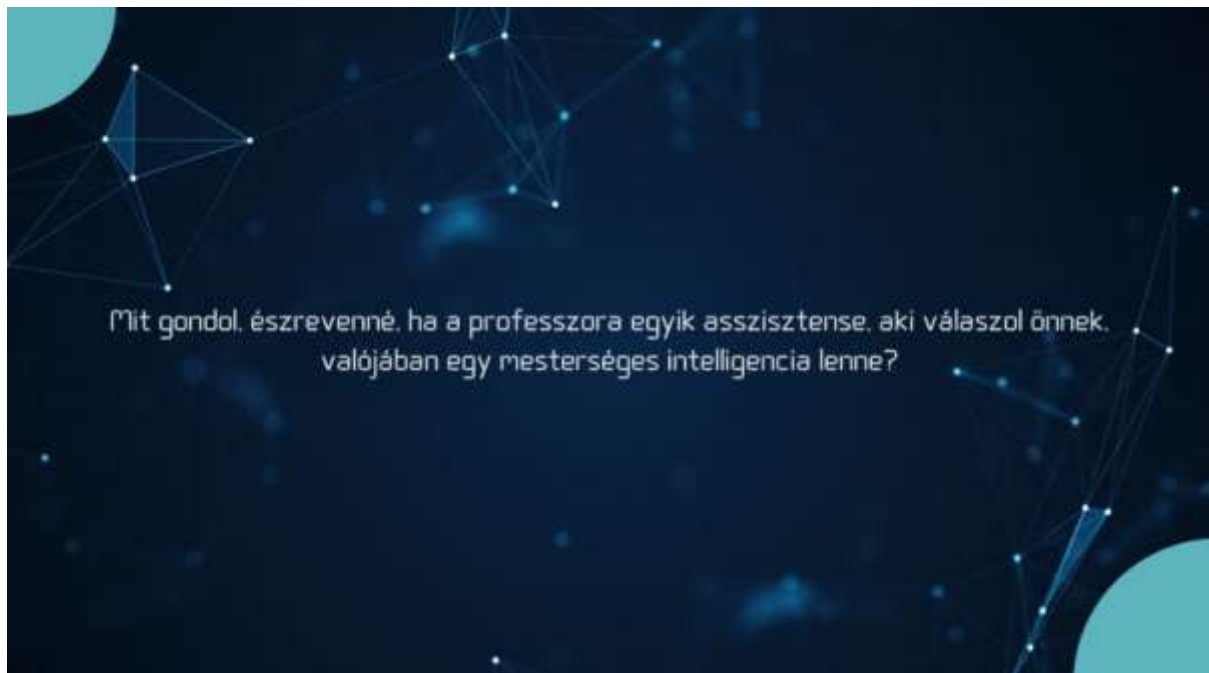 Mit gondol, észrevenné, ha a professzora egyik asszisztense, aki válaszol önnek,
valójában egy mesterséges intelligencia lenne?